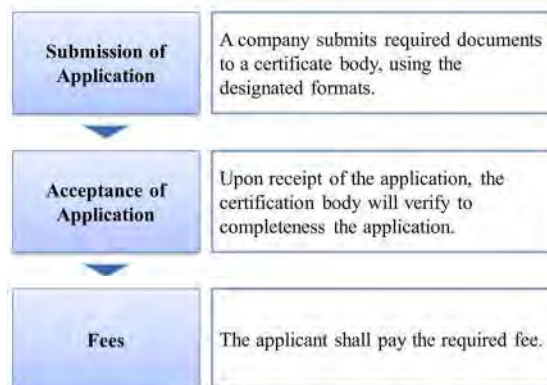 Submission of
Application
A company submits required documents
to a certificate body, using the
designated formats.
Acceptance of
Application
Upon receipt of the application, the
certification body will verify to
completeness the application.
Fees
The applicant shall pay the required fee.